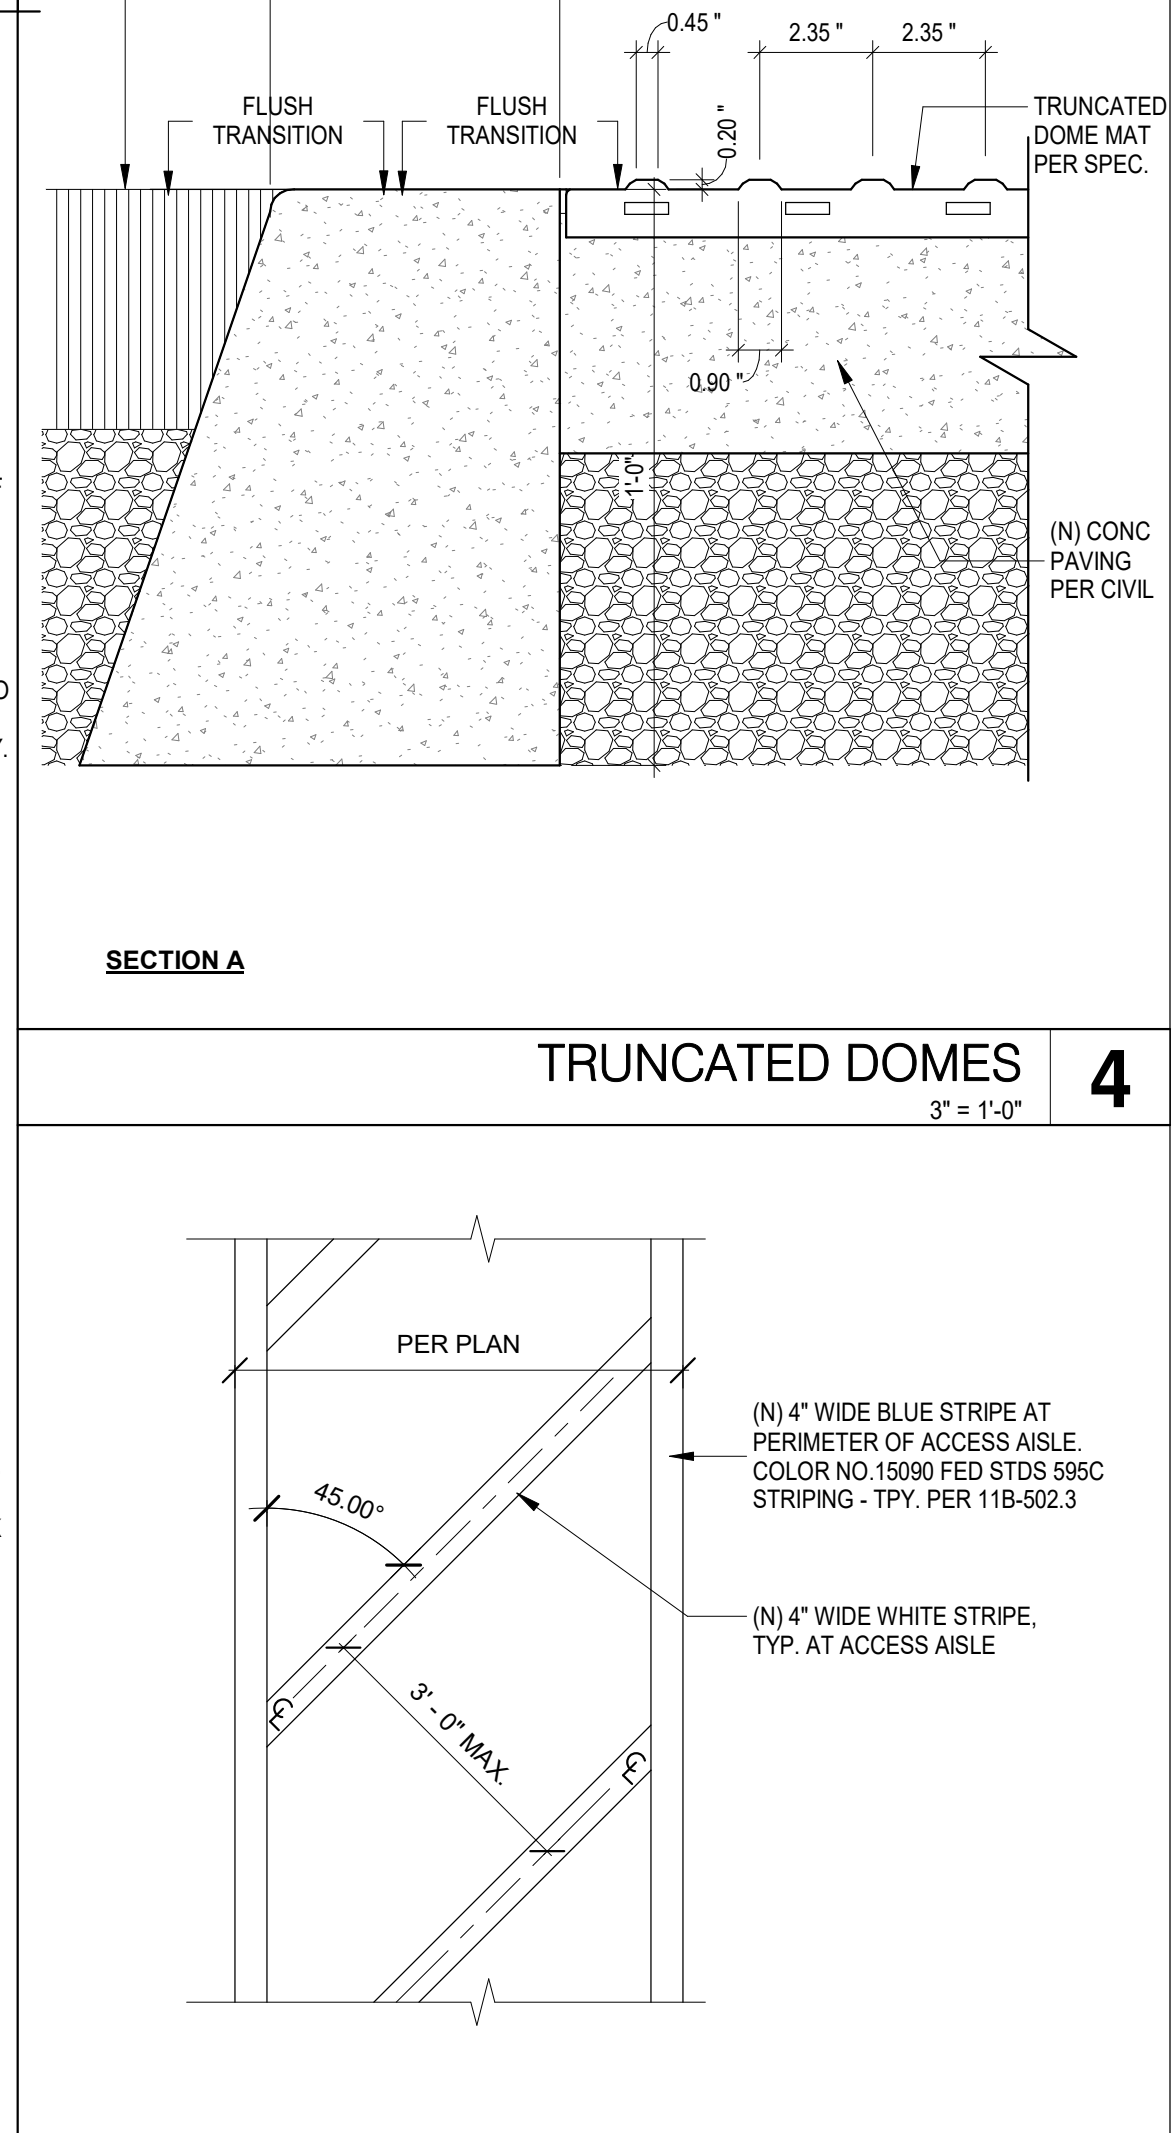 0.45 "
2.35 "
2.35 "
FLUSH
TRANSITION
FLUSH
TRANSITION
0.20 "
TRUNCATED
DOME MAT
PER SPEC.
0.90 "
1'-0"
(N) CONC
PAVING
PER CIVIL
SECTION A
TRUNCATED DOMES
4
3" = 1'-0"
PER PLAN
(N) 4" WIDE BLUE STRIPE AT
PERIMETER OF ACCESS AISLE.
COLOR NO.15090 FED STDS 595C
STRIPING - TPY. PER 11B-502.3
45.00°
(N) 4" WIDE WHITE STRIPE,
TYP. AT ACCESS AISLE
CL
3' - 0" MAX.
CL